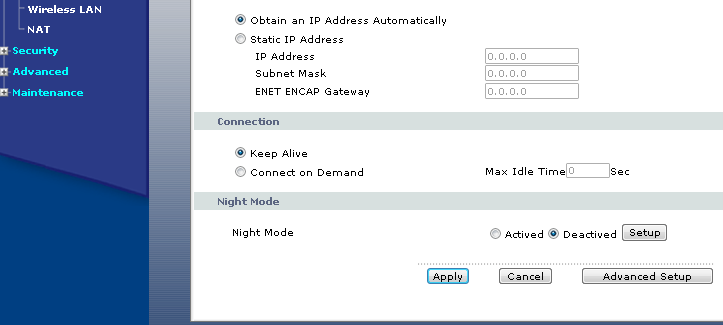 Wireless LAN
NAT
Security
Advanced
Maintenance
Obtain an IP Address Automatically
Static IP Address
IP Address 0.0.0.0
Subnet Mask 0.0.0.0
ENET ENCAP Gateway 0.0.0.0
Connection
Keep Alive
Connect on Demand Max Idle Time 0 Sec
Night Mode
Night Mode Actived Deactived Setup
Apply Cancel Advanced Setup